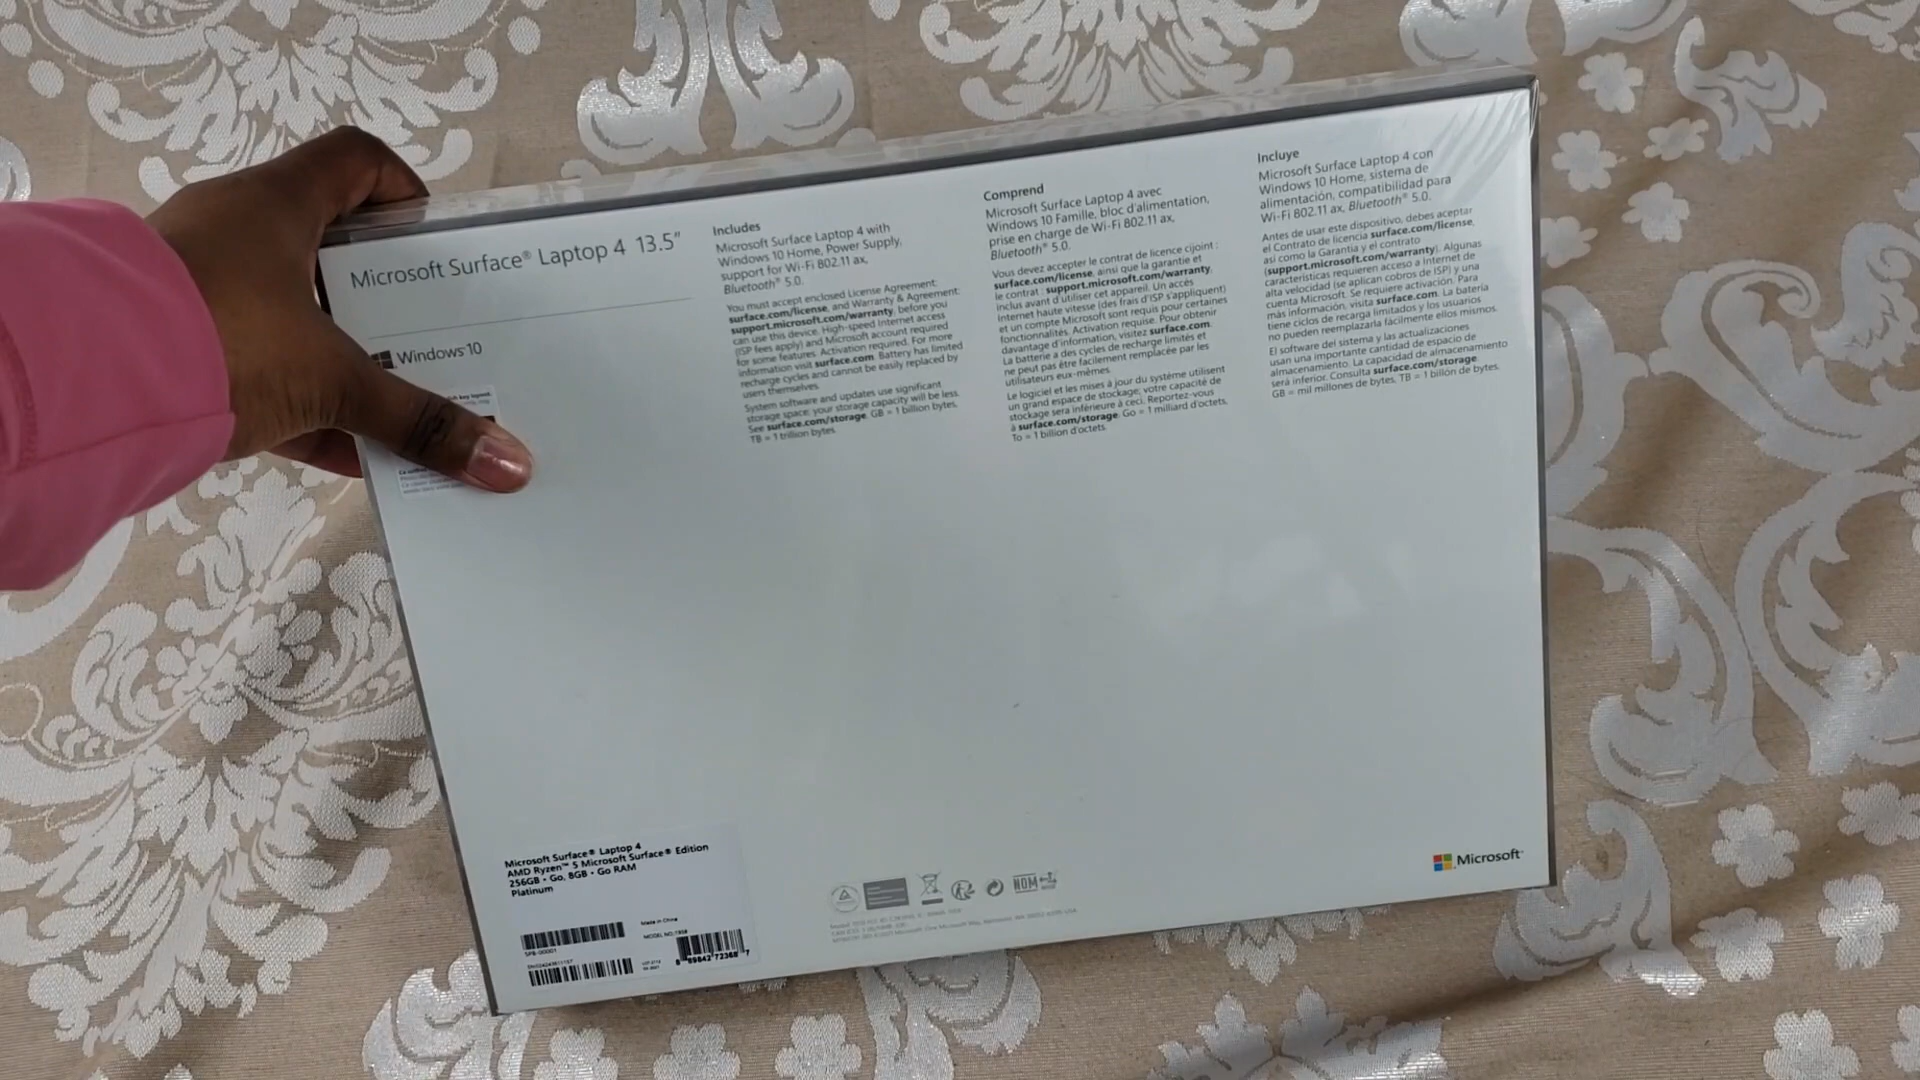 Microsoft Surface® Laptop 4 13.5"
Windows 10
Includes
Microsoft Surface Laptop 4 with
Windows 10 Home, Power Supply,
support for Wi-Fi 802.11 ax,
Bluetooth® 5.0.
You must accept enclosed License Agreement:
surface.com/license, and Warranty & Agreement:
support.microsoft.com/warranty, before you
can use this device. High-speed Internet access
(ISP fees apply) and Microsoft account required
for some features. Activation required. For more
information visit surface.com. Battery has limited
recharge cycles and cannot be easily replaced by
users themselves.
System software and updates use significant
storage space; your storage capacity will be less.
See surface.com/storage. GB = 1 billion bytes.
TB = 1 trillion bytes.
Comprend
Microsoft Surface Laptop 4 avec
Windows 10 Famille, bloc d'alimentation,
prise en charge de Wi-Fi 802.11 ax,
Bluetooth® 5.0.
Vous devez accepter le contrat de licence cijoint :
surface.com/license, ainsi que la garantie et
le contrat : support.microsoft.com/warranty,
inclus avant d'utiliser cet appareil. Un accès
Internet haute vitesse (des frais d'ISP s'appliquent)
et un compte Microsoft sont requis pour certaines
fonctionnalités. Activation requise. Pour obtenir
davantage d'information, visitez surface.com.
La batterie a des cycles de recharge limités et
ne peut pas être facilement remplacée par les
utilisateurs eux-mêmes.
Le logiciel et les mises à jour du système utilisent
un grand espace de stockage; votre capacité de
stockage sera inférieure à ceci. Reportez-vous
à surface.com/storage. Go = 1 milliard d'octets.
To = 1 billion d'octets.
Incluye
Microsoft Surface Laptop 4 con
Windows 10 Home, sistema de
alimentación, compatibilidad para
Wi-Fi 802.11 ax, Bluetooth® 5.0.
Antes de usar este dispositivo, debes aceptar
el Contrato de licencia surface.com/license,
así como la Garantía y el contrato
(support.microsoft.com/warranty). Algunas
características requieren acceso a Internet de
alta velocidad (se aplican cobros de ISP) y una
cuenta Microsoft. Se requiere activación. Para
más información, visita surface.com. La batería
tiene ciclos de recarga limitados y los usuarios
no pueden reemplazarla fácilmente ellos mismos.
El software del sistema y las actualizaciones
usan una importante cantidad de espacio de
almacenamiento. La capacidad de almacenamiento
será inferior. Consulta surface.com/storage.
GB = mil millones de bytes. TB = 1 billón de bytes.
Microsoft Surface® Laptop 4
AMD Ryzen™ 5 Microsoft Surface® Edition
256GB • Go, 8GB • Go RAM
Platinum
Made in China
NOM
Microsoft